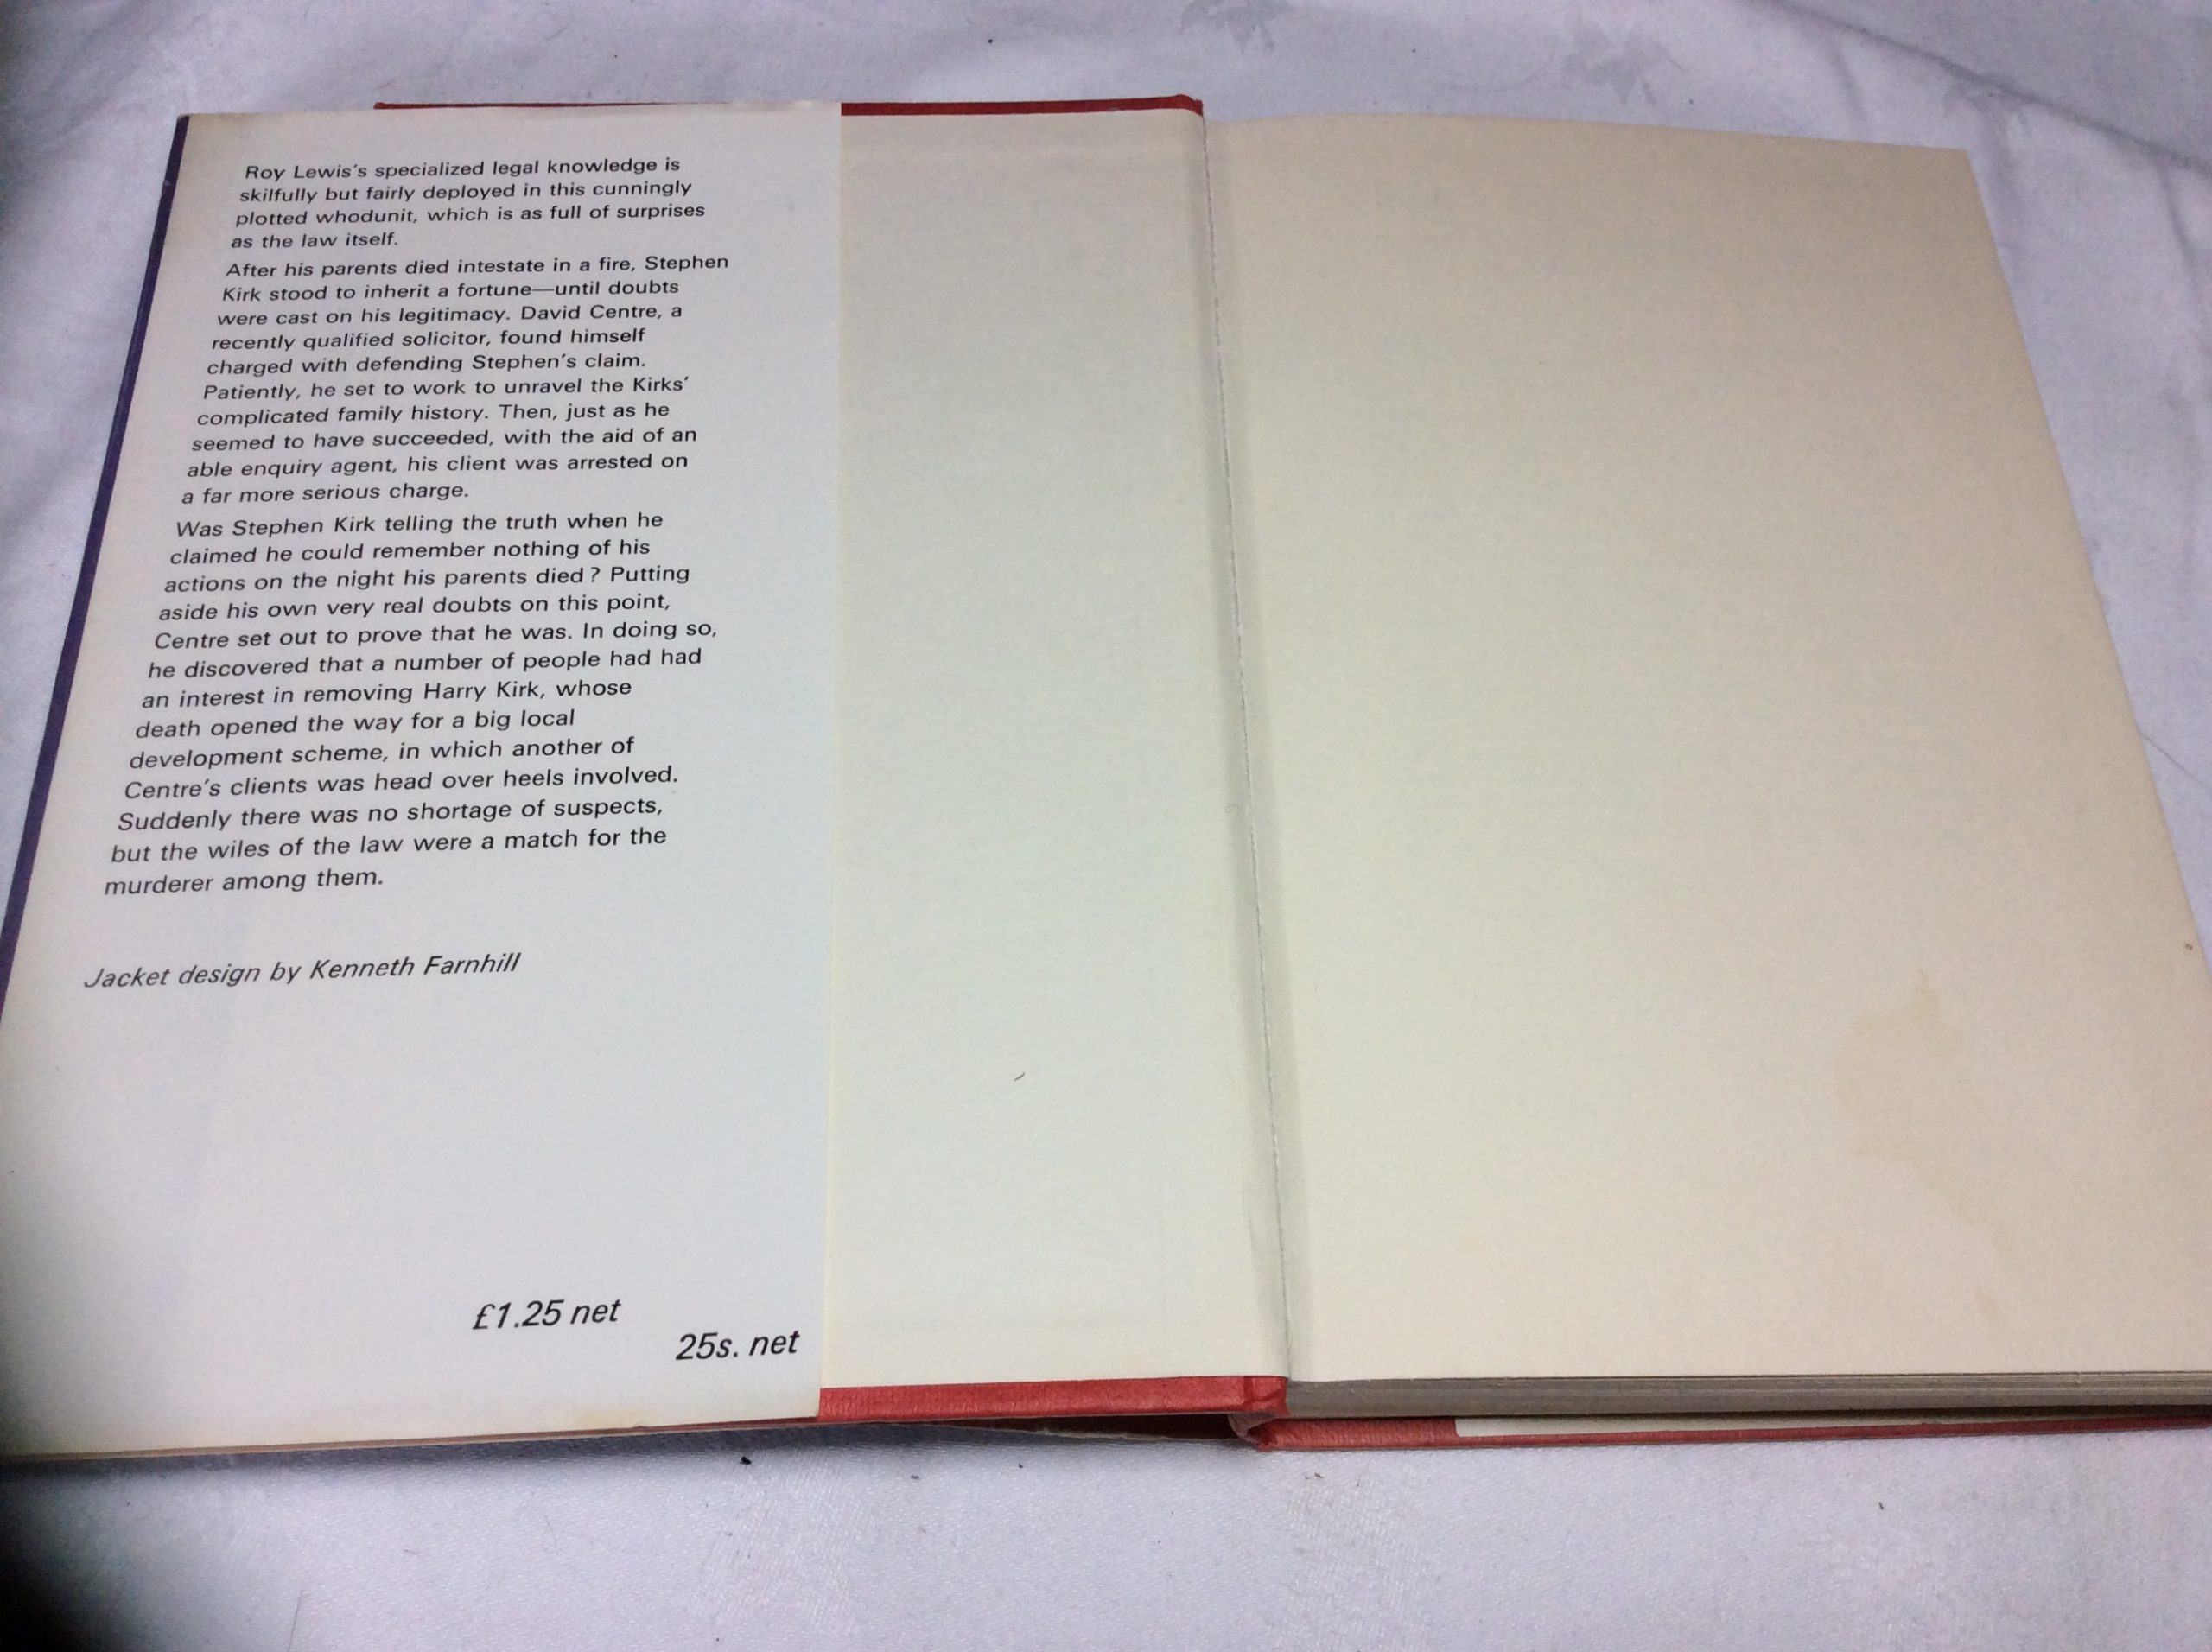 Roy Lewis's specialized legal knowledge is
skilfully but fairly deployed in this cunningly
plotted whodunit, which is as full of surprises
as the law itself.
After his parents died intestate in a fire, Stephen
Kirk stood to inherit a fortune—until doubts
were cast on his legitimacy. David Centre, a
recently qualified solicitor, found himself
charged with defending Stephen's claim.
Patiently, he set to work to unravel the Kirks'
complicated family history. Then, just as he
seemed to have succeeded, with the aid of an
able enquiry agent, his client was arrested on
a far more serious charge.
Was Stephen Kirk telling the truth when he
claimed he could remember nothing of his
actions on the night his parents died? Putting
aside his own very real doubts on this point,
Centre set out to prove that he was. In doing so,
he discovered that a number of people had had
an interest in removing Harry Kirk, whose
death opened the way for a big local
development scheme, in which another of
Centre's clients was head over heels involved.
Suddenly there was no shortage of suspects,
but the wiles of the law were a match for the
murderer among them.
Jacket design by Kenneth Farnhill
£1.25 net
25s. net